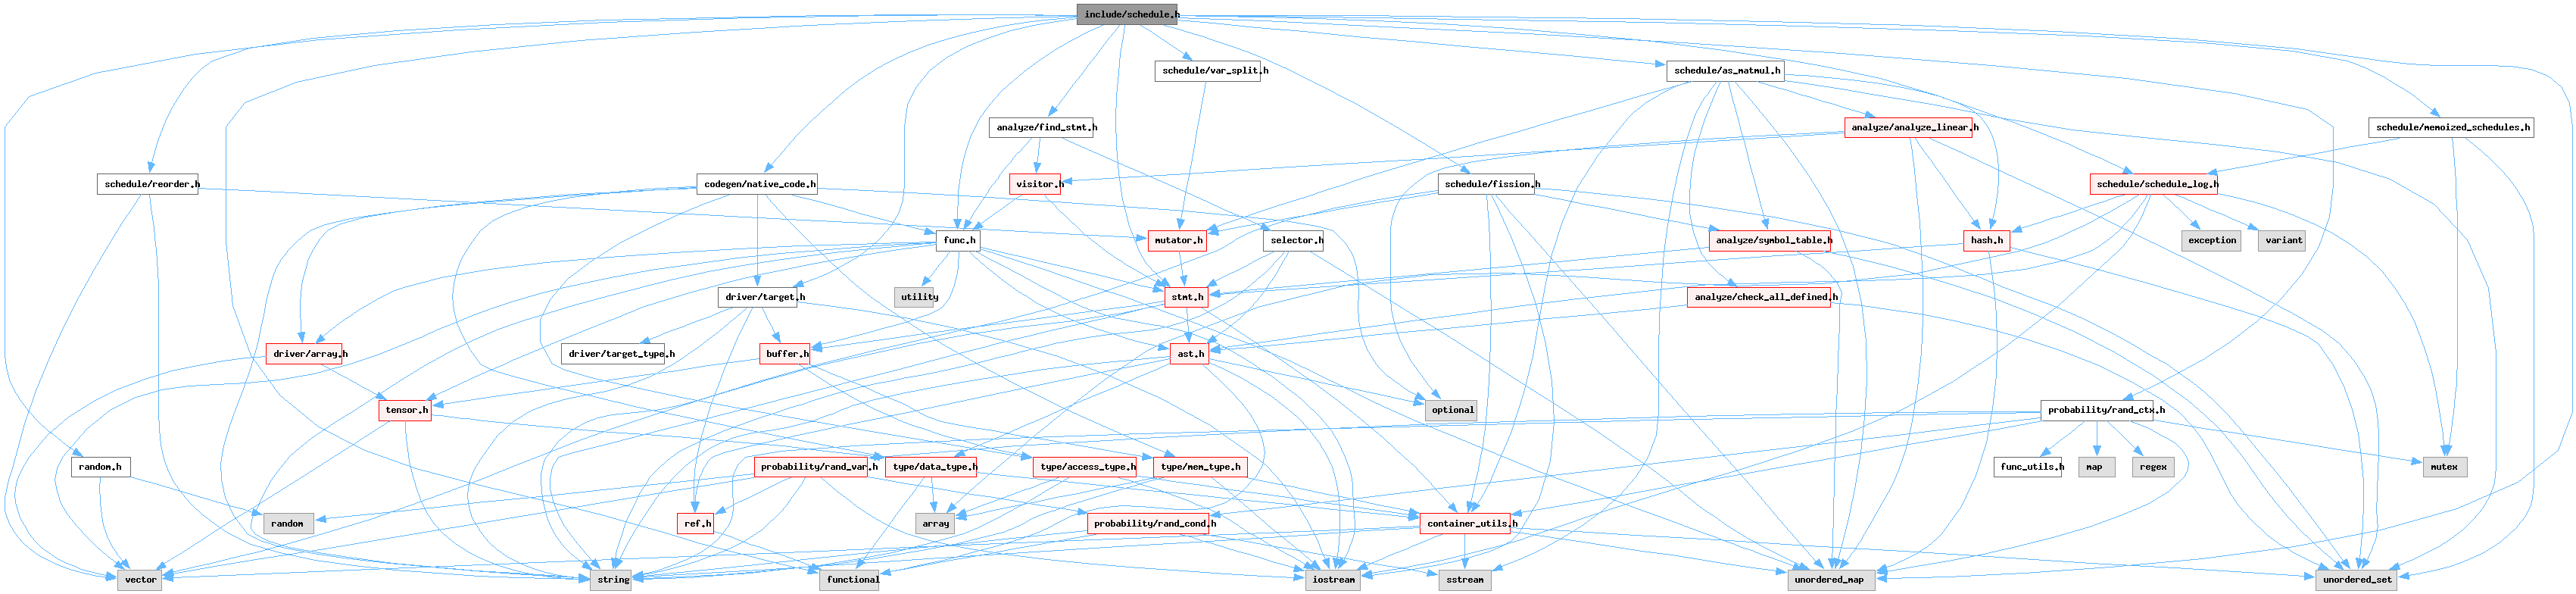 include/schedule.h
schedule/var_split.h
schedule/as_matmul.h
analyze/find_stmt.h
analyze/analyze_linear.h
schedule/memoized_schedules.h
schedule/reorder.h
codegen/native_code.h
visitor.h
schedule/fission.h
schedule/schedule_log.h
func.h
mutator.h
selector.h
analyze/symbol_table.h
hash.h
exception
variant
utility
driver/target.h
stmt.h
analyze/check_all_defined.h
driver/array.h
driver/target_type.h
buffer.h
ast.h
tensor.h
optional
probability/rand_ctx.h
random.h
probability/rand_var.h
type/data_type.h
type/access_type.h
type/mem_type.h
func_utils.h
map
regex
mutex
random
ref.h
array
probability/rand_cond.h
container_utils.h
vector
string
functional
iostream
sstream
unordered_map
unordered_set